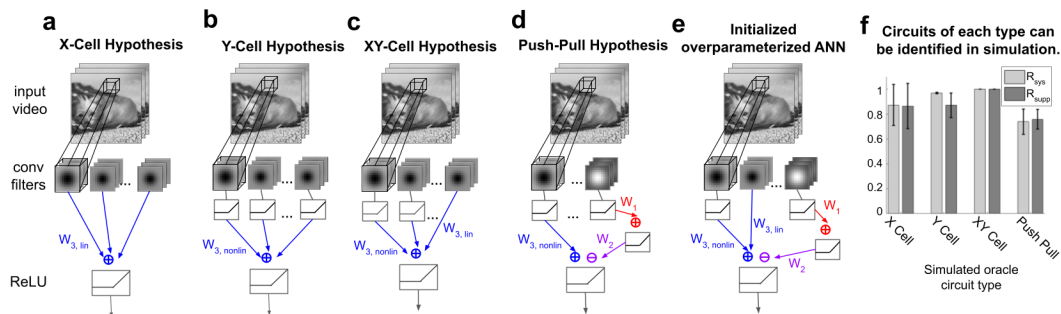 a
X-Cell Hypothesis
b
Y-Cell Hypothesis
c
XY-Cell Hypothesis
d
Push-Pull Hypothesis
e
Initialized
overparameterized ANN
f
Circuits of each type can
be identified in simulation.
input
video
conv
filters
...
...
...
...
...
W3, lin
W3, nonlin
W3, nonlin
W3, lin
W3, nonlin
W1
W2
W3, nonlin
W1
W2
ReLU
Rsys
Rsupp
1
0.8
0.6
0.4
0.2
0
X Cell
Y Cell
XY Cell
Push Pull
Simulated oracle
circuit type